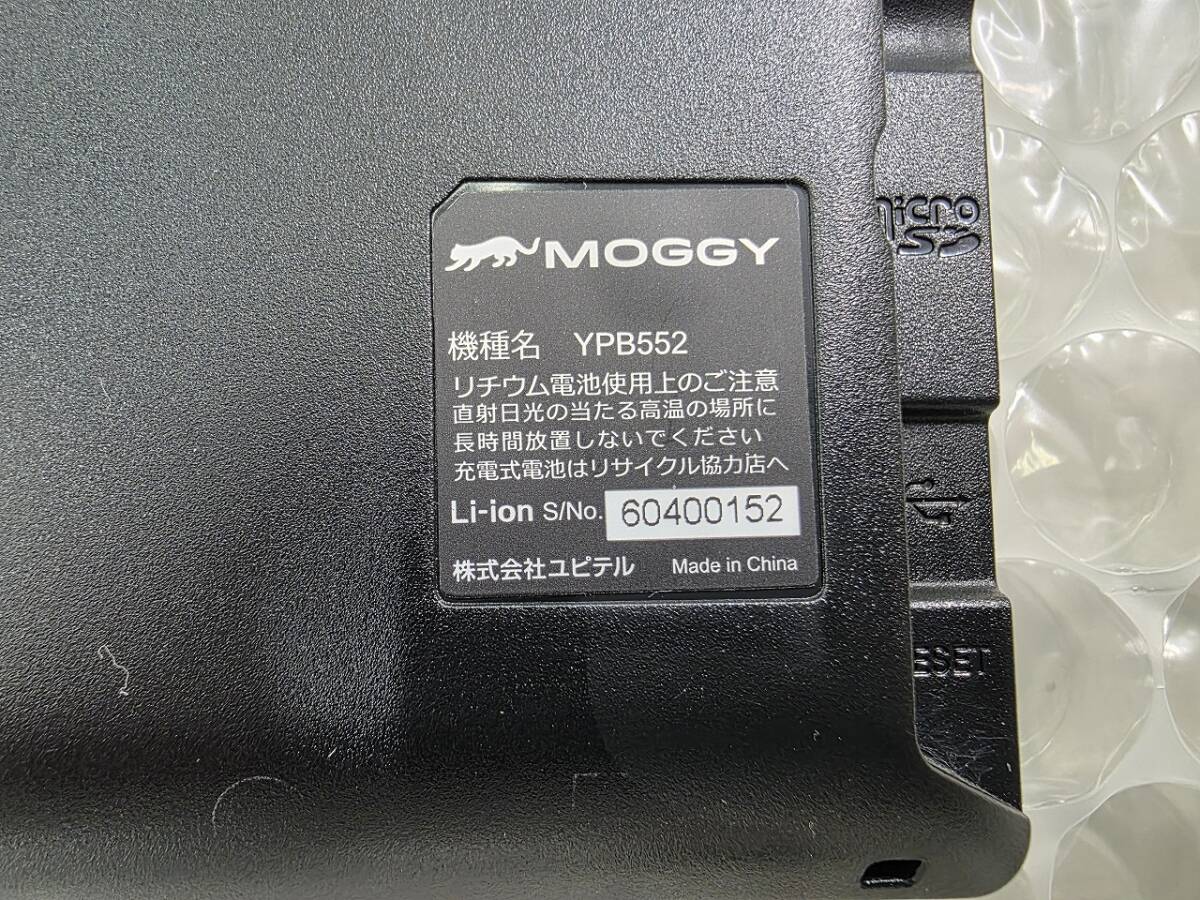 MOGGY
機種名 YPB552
リチウム電池使用上のご注意
直射日光の当たる高温の場所に
長時間放置しないでください
充電式電池はリサイクル協力店へ
Li-ion S/No. 60400152
株式会社ユピテル Made in China
micro
SD
ESET